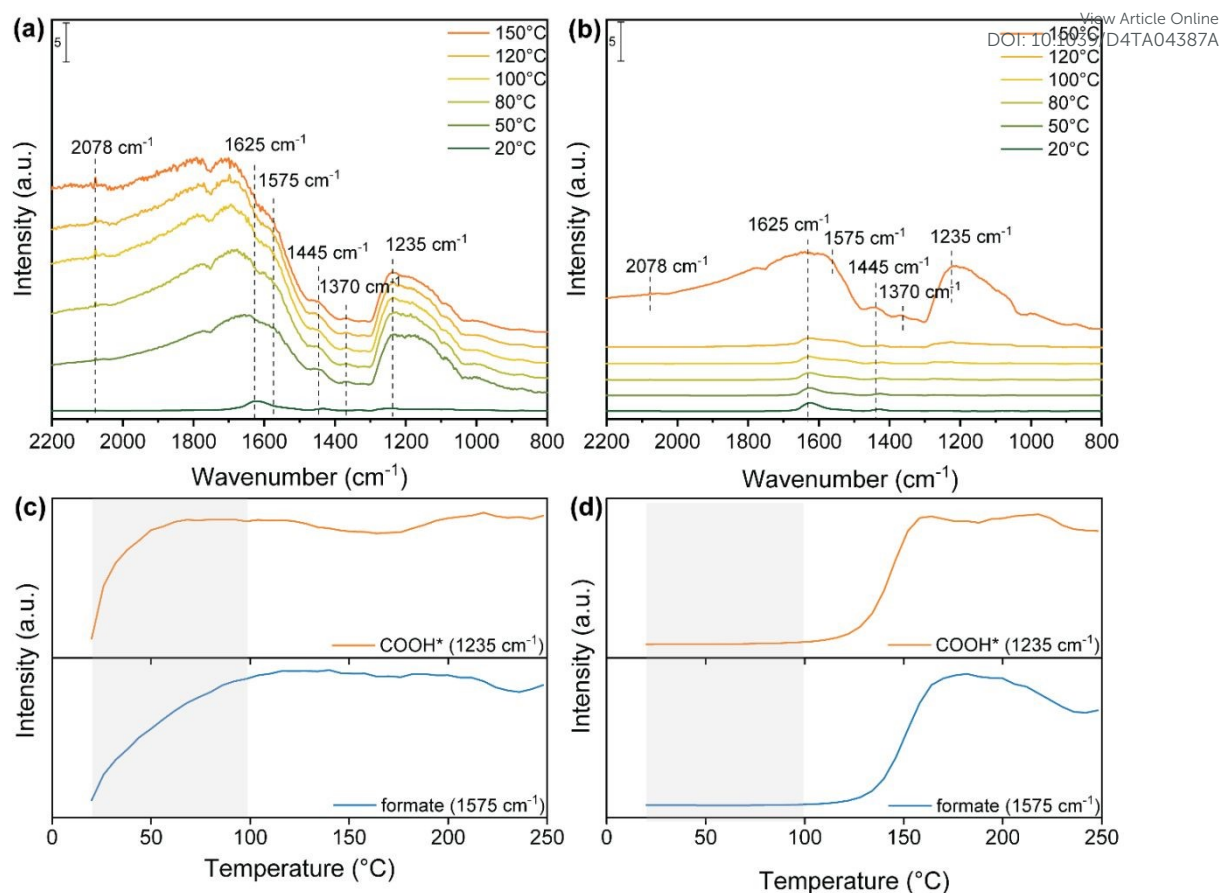 View Article Online
DOI: 10.1039/D4TA04387A
(a)
5
150°C
120°C
100°C
80°C
50°C
20°C
2078 cm⁻¹
1625 cm⁻¹
1575 cm⁻¹
1445 cm⁻¹
1370 cm⁻¹
1235 cm⁻¹
Intensity (a.u.)
2200 2000 1800 1600 1400 1200 1000 800
Wavenumber (cm⁻¹)
(b)
5
150°C
120°C
100°C
80°C
50°C
20°C
2078 cm⁻¹
1625 cm⁻¹
1575 cm⁻¹
1445 cm⁻¹
1370 cm⁻¹
1235 cm⁻¹
Intensity (a.u.)
2200 2000 1800 1600 1400 1200 1000 800
Wavenumber (cm⁻¹)
(c)
Intensity (a.u.)
COOH* (1235 cm⁻¹)
formate (1575 cm⁻¹)
0 50 100 150 200 250
Temperature (°C)
(d)
Intensity (a.u.)
COOH* (1235 cm⁻¹)
formate (1575 cm⁻¹)
0 50 100 150 200 250
Temperature (°C)